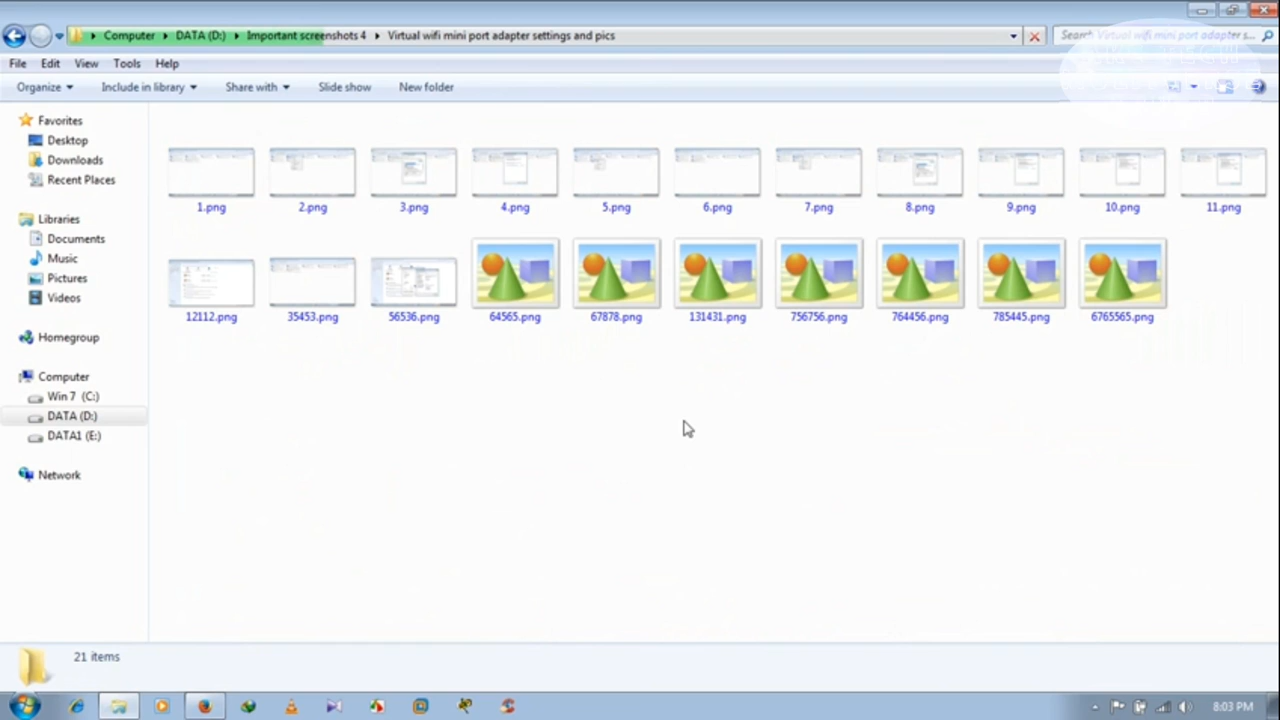 Computer DATA (D:) Important screenshots 4 Virtual wifi mini port adapter settings and pics
Search Virtual wifi mini port adapter s...
File Edit View Tools Help
Organize Include in library Share with Slide show New folder
Favorites
Desktop
Downloads
Recent Places
Libraries
Documents
Music
Pictures
Videos
Homegroup
Computer
Win 7 (C:)
DATA (D:)
DATA1 (E:)
Network
1.png 2.png 3.png 4.png 5.png 6.png 7.png 8.png 9.png 10.png 11.png
12112.png 35453.png 56536.png 64565.png 67878.png 131431.png 756756.png 764456.png 785445.png 6765565.png
21 items
8:03 PM